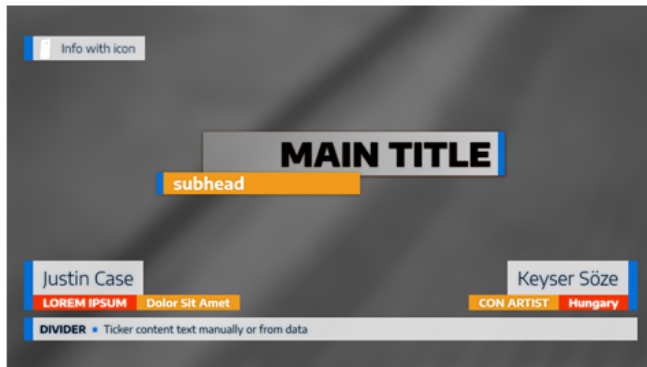 Info with icon
MAIN TITLE
subhead
Justin Case
LOREM IPSUM Dolor Sit Amet
Keyser Söze
CON ARTIST Hungary
DIVIDER ▪ Ticker content text manually or from data